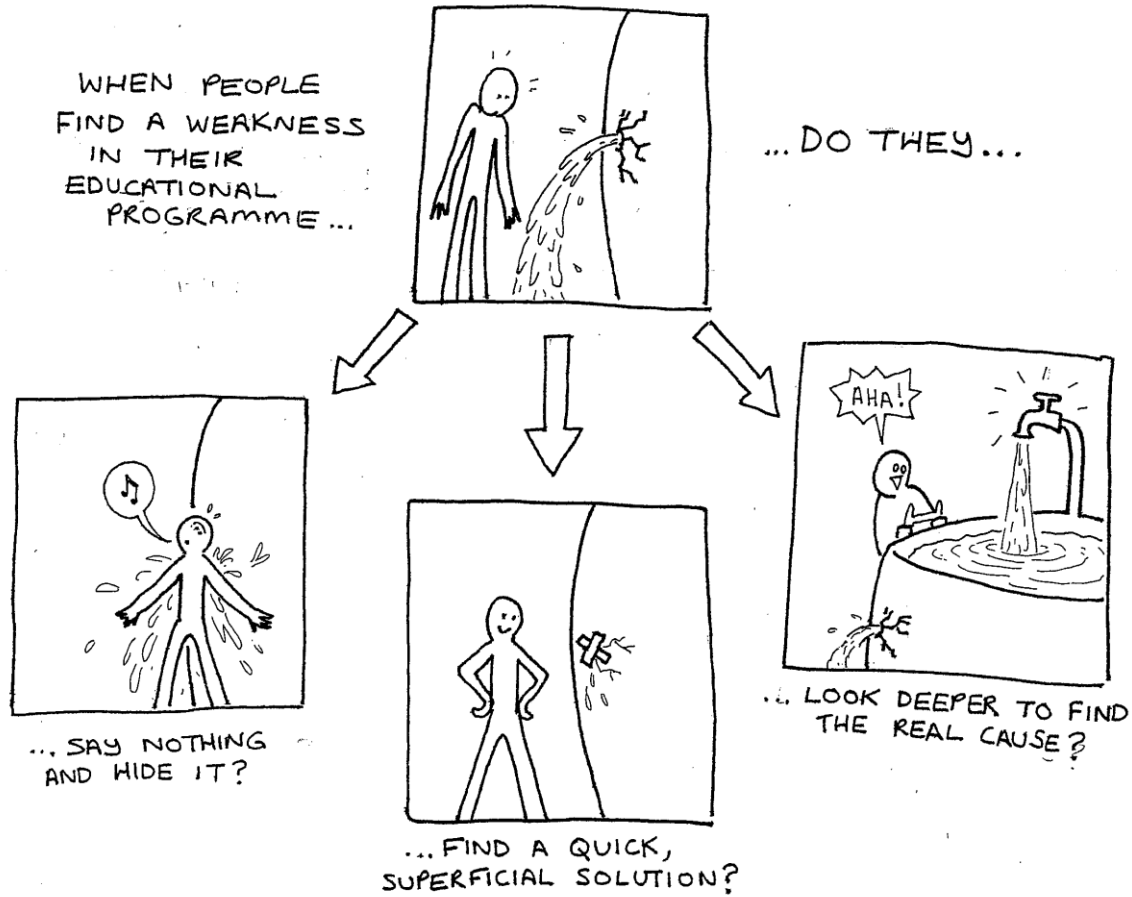 WHEN PEOPLE
FIND A WEAKNESS
IN THEIR
EDUCATIONAL
PROGRAMME...
...DO THEY...
AHA!
...SAY NOTHING
AND HIDE IT?
...FIND A QUICK,
SUPERFICIAL SOLUTION?
... LOOK DEEPER TO FIND
THE REAL CAUSE?